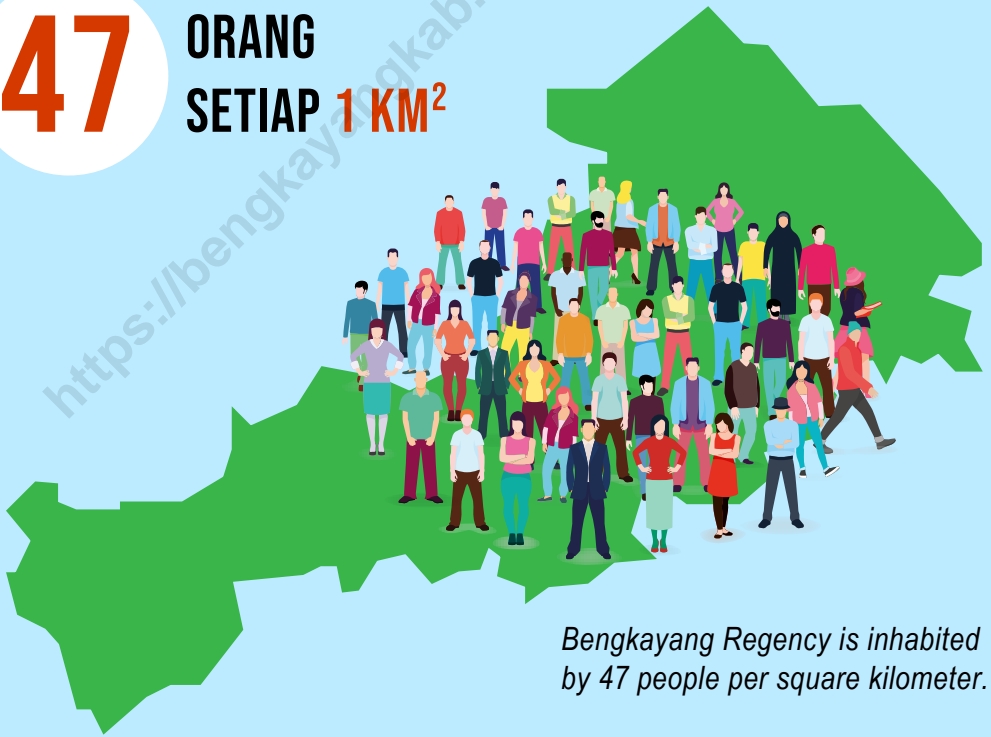 47
ORANG
SETIAP 1 KM²
https://bengkayangkab.
Bengkayang Regency is inhabited
by 47 people per square kilometer.